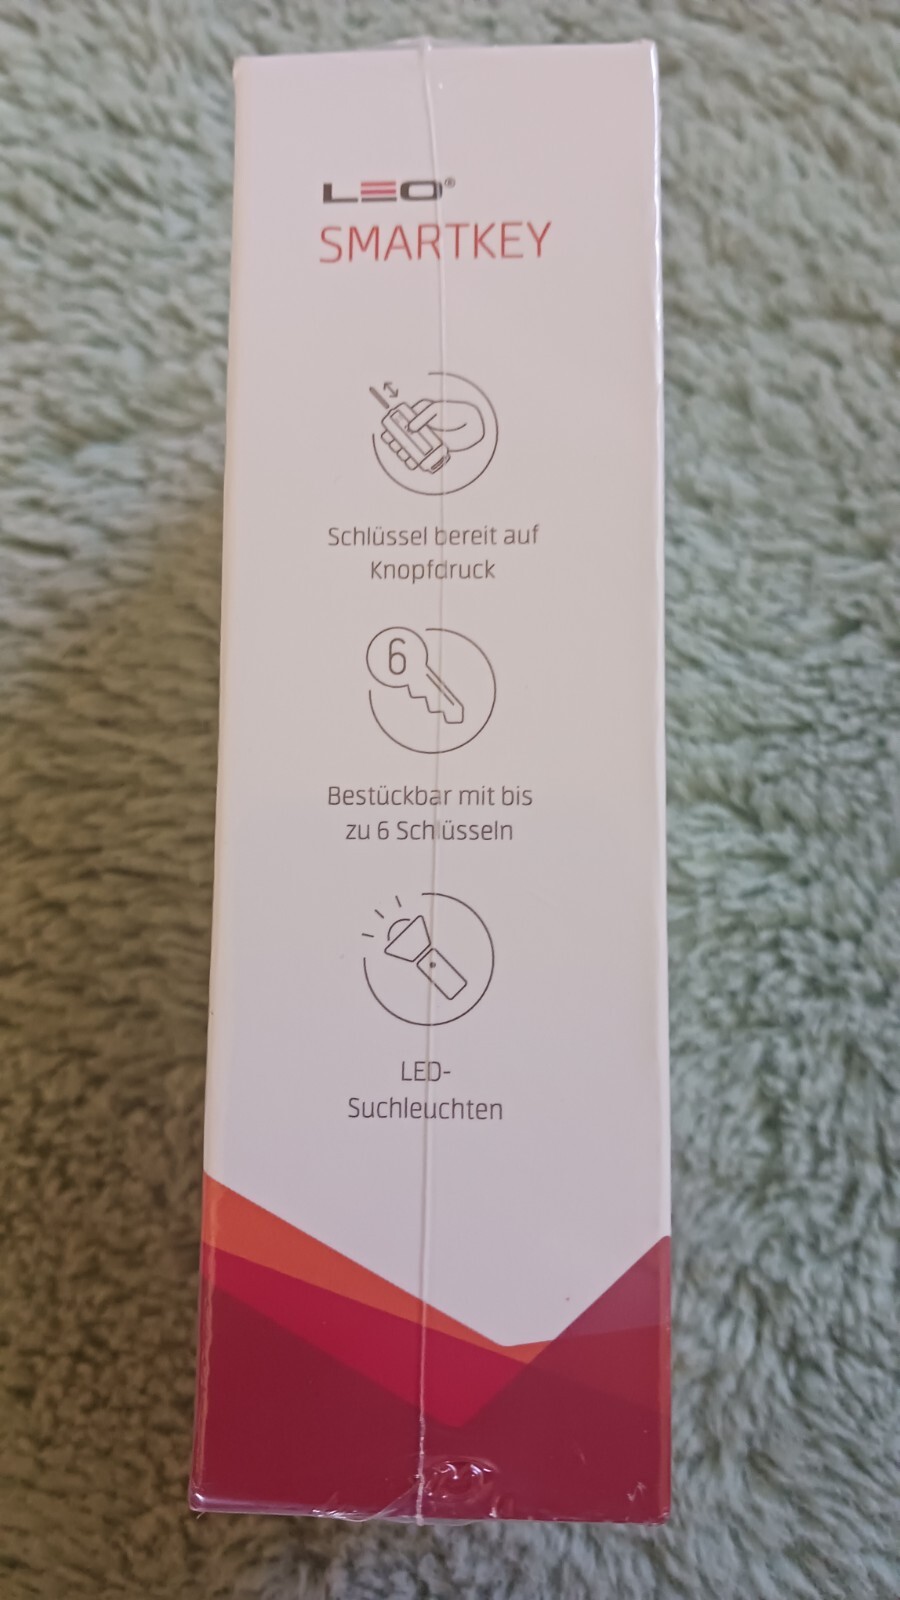 LEO®
SMARTKEY
Schlüssel bereit auf
Knopfdruck
6
Bestückbar mit bis
zu 6 Schlüsseln
LED-
Suchleuchten